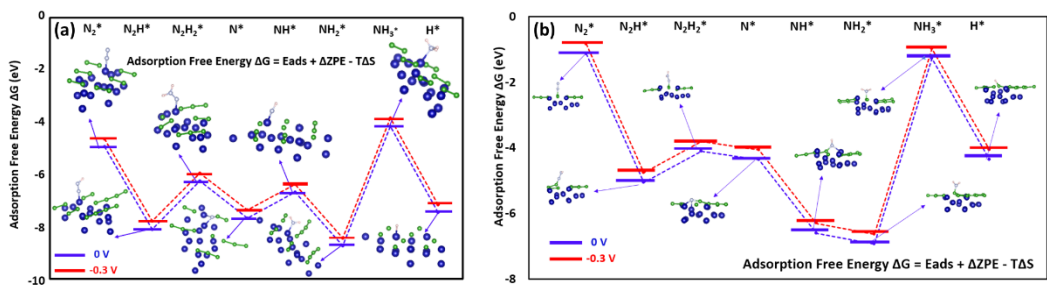 (a)
N₂* N₂H* N₂H₂* N* NH* NH₂* NH₃* H*
Adsorption Free Energy ΔG = Eads + ΔZPE - TΔS
Adsorption Free Energy ΔG (eV)
0
-2
-4
-6
-8
-10
0 V
-0.3 V
(b)
N₂* N₂H* N₂H₂* N* NH* NH₂* NH₃* H*
Adsorption Free Energy ΔG (eV)
0
-2
-4
-6
-8
0 V
-0.3 V
Adsorption Free Energy ΔG = Eads + ΔZPE - TΔS